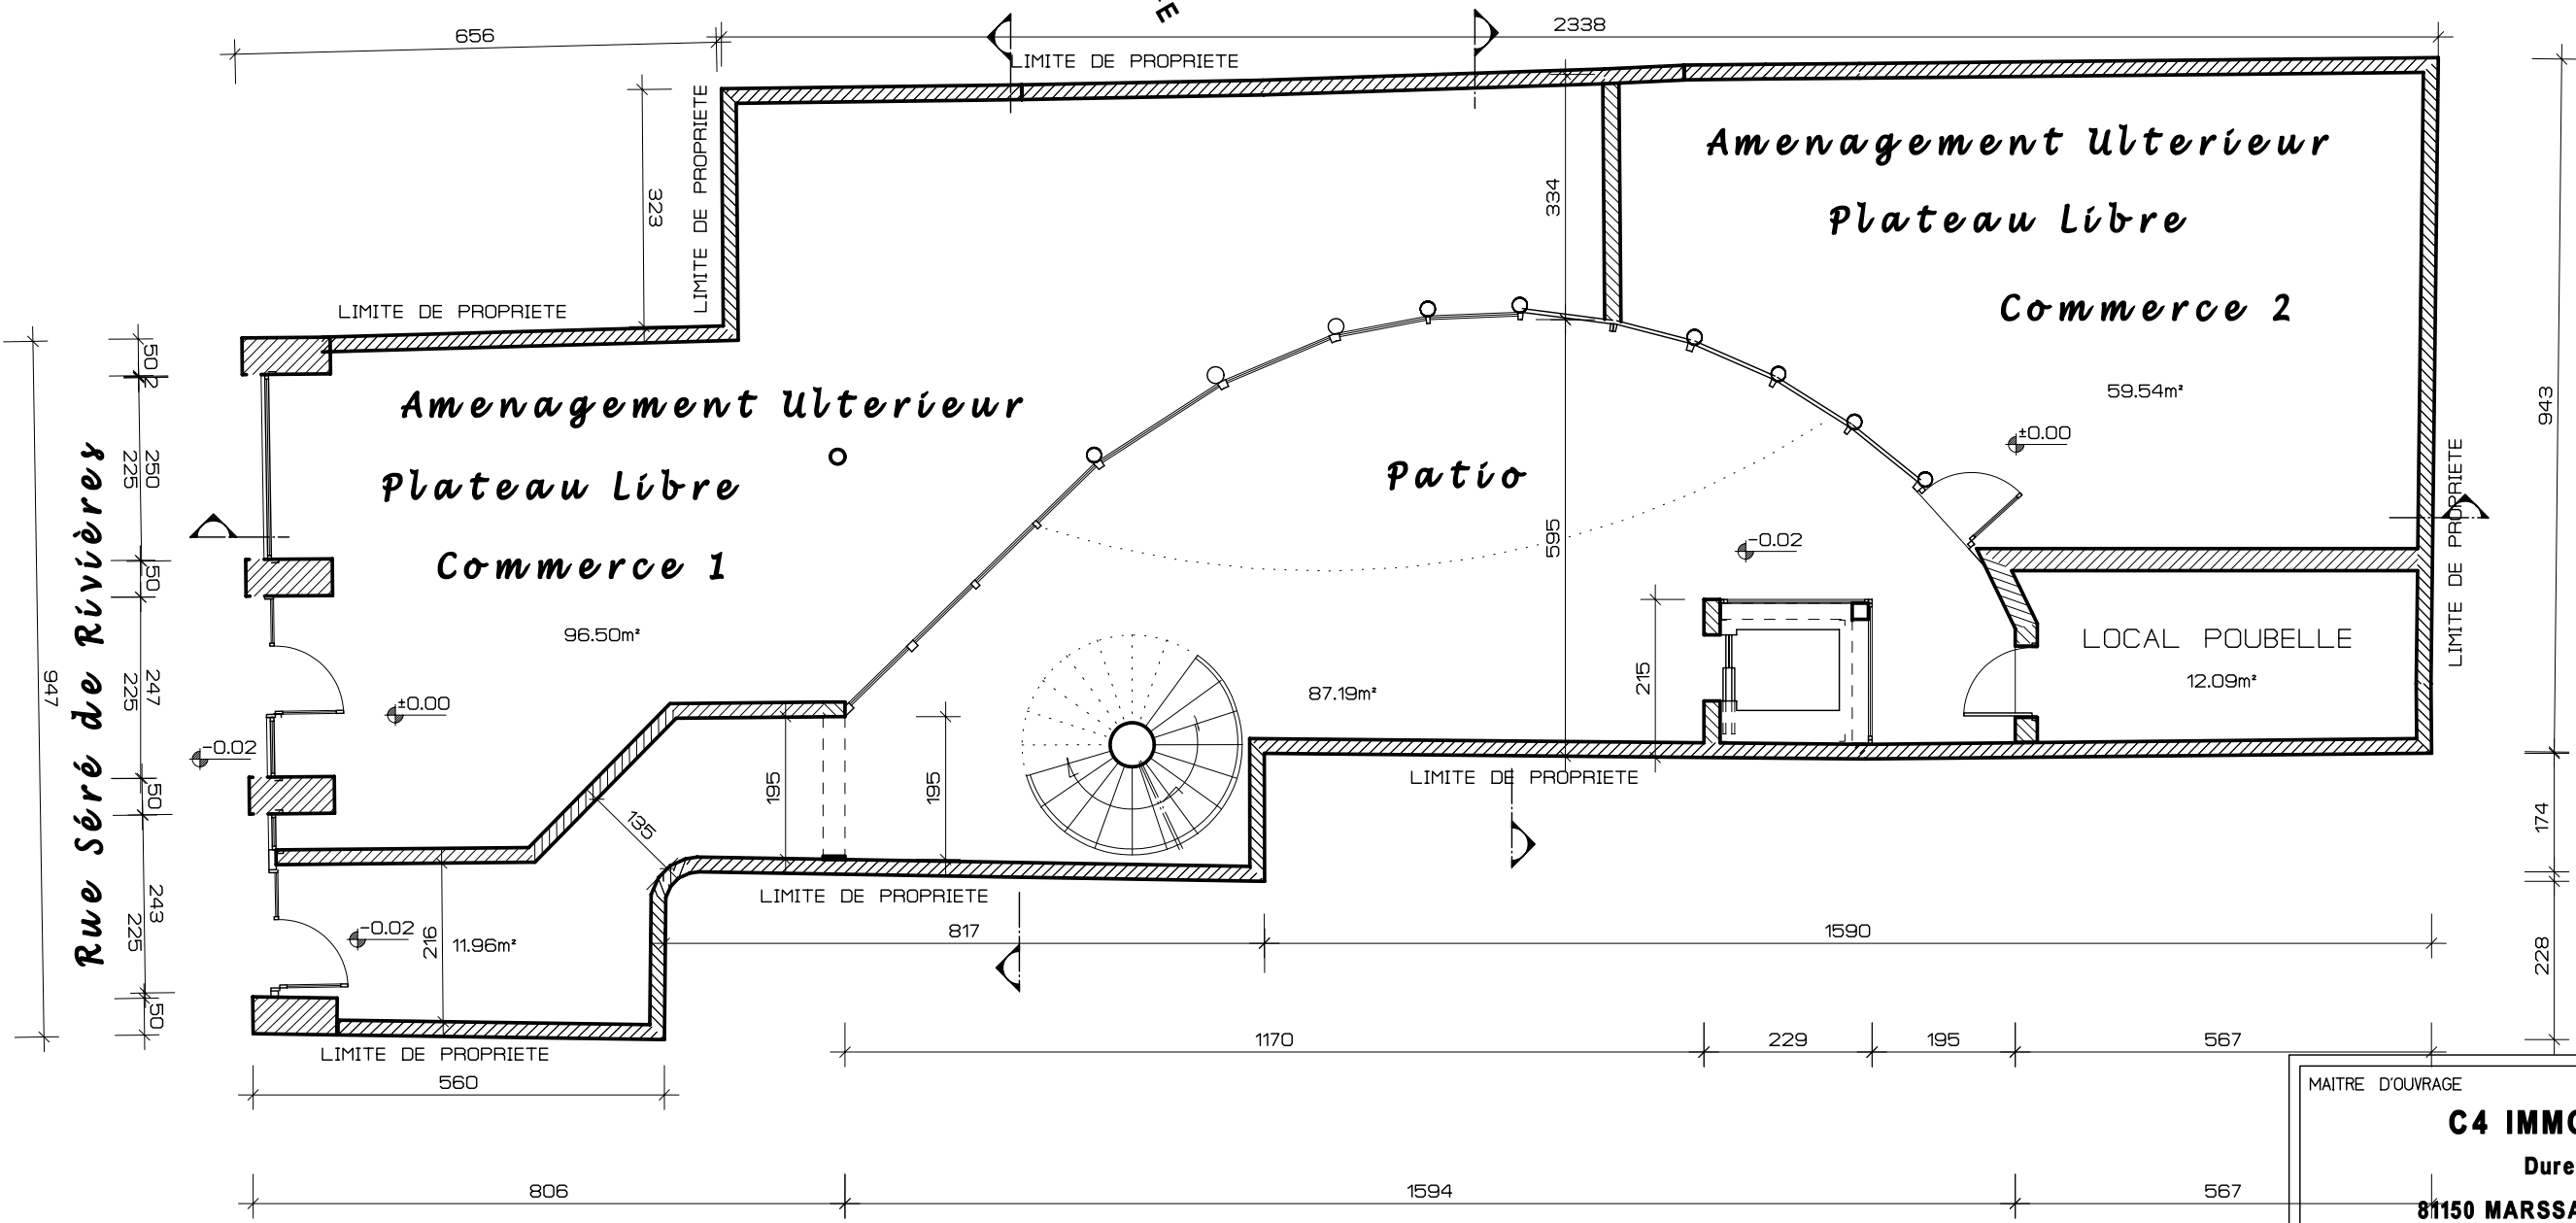 656
2338
LIMITE DE PROPRIETE
LIMITE DE PROPRIETE
323
334
943
Amenagement Ulterieur
Plateau Libre
Commerce 2
59.54m²
±0.00
LIMITE DE PROPRIETE
LIMITE DE PROPRIETE
50
2
250
225
50
247
225
50
243
225
50
947
Rue Séré de Rivières
Amenagement Ulterieur
Plateau Libre
Commerce 1
96.50m²
±0.00
-0.02
Patio
595
-0.02
87.19m²
215
LOCAL POUBELLE
12.09m²
195
195
135
216
-0.02
11.96m²
LIMITE DE PROPRIETE
LIMITE DE PROPRIETE
174
228
817
1590
LIMITE DE PROPRIETE
560
1170
229
195
567
806
1594
567
MAITRE D'OUVRAGE
C4
81150